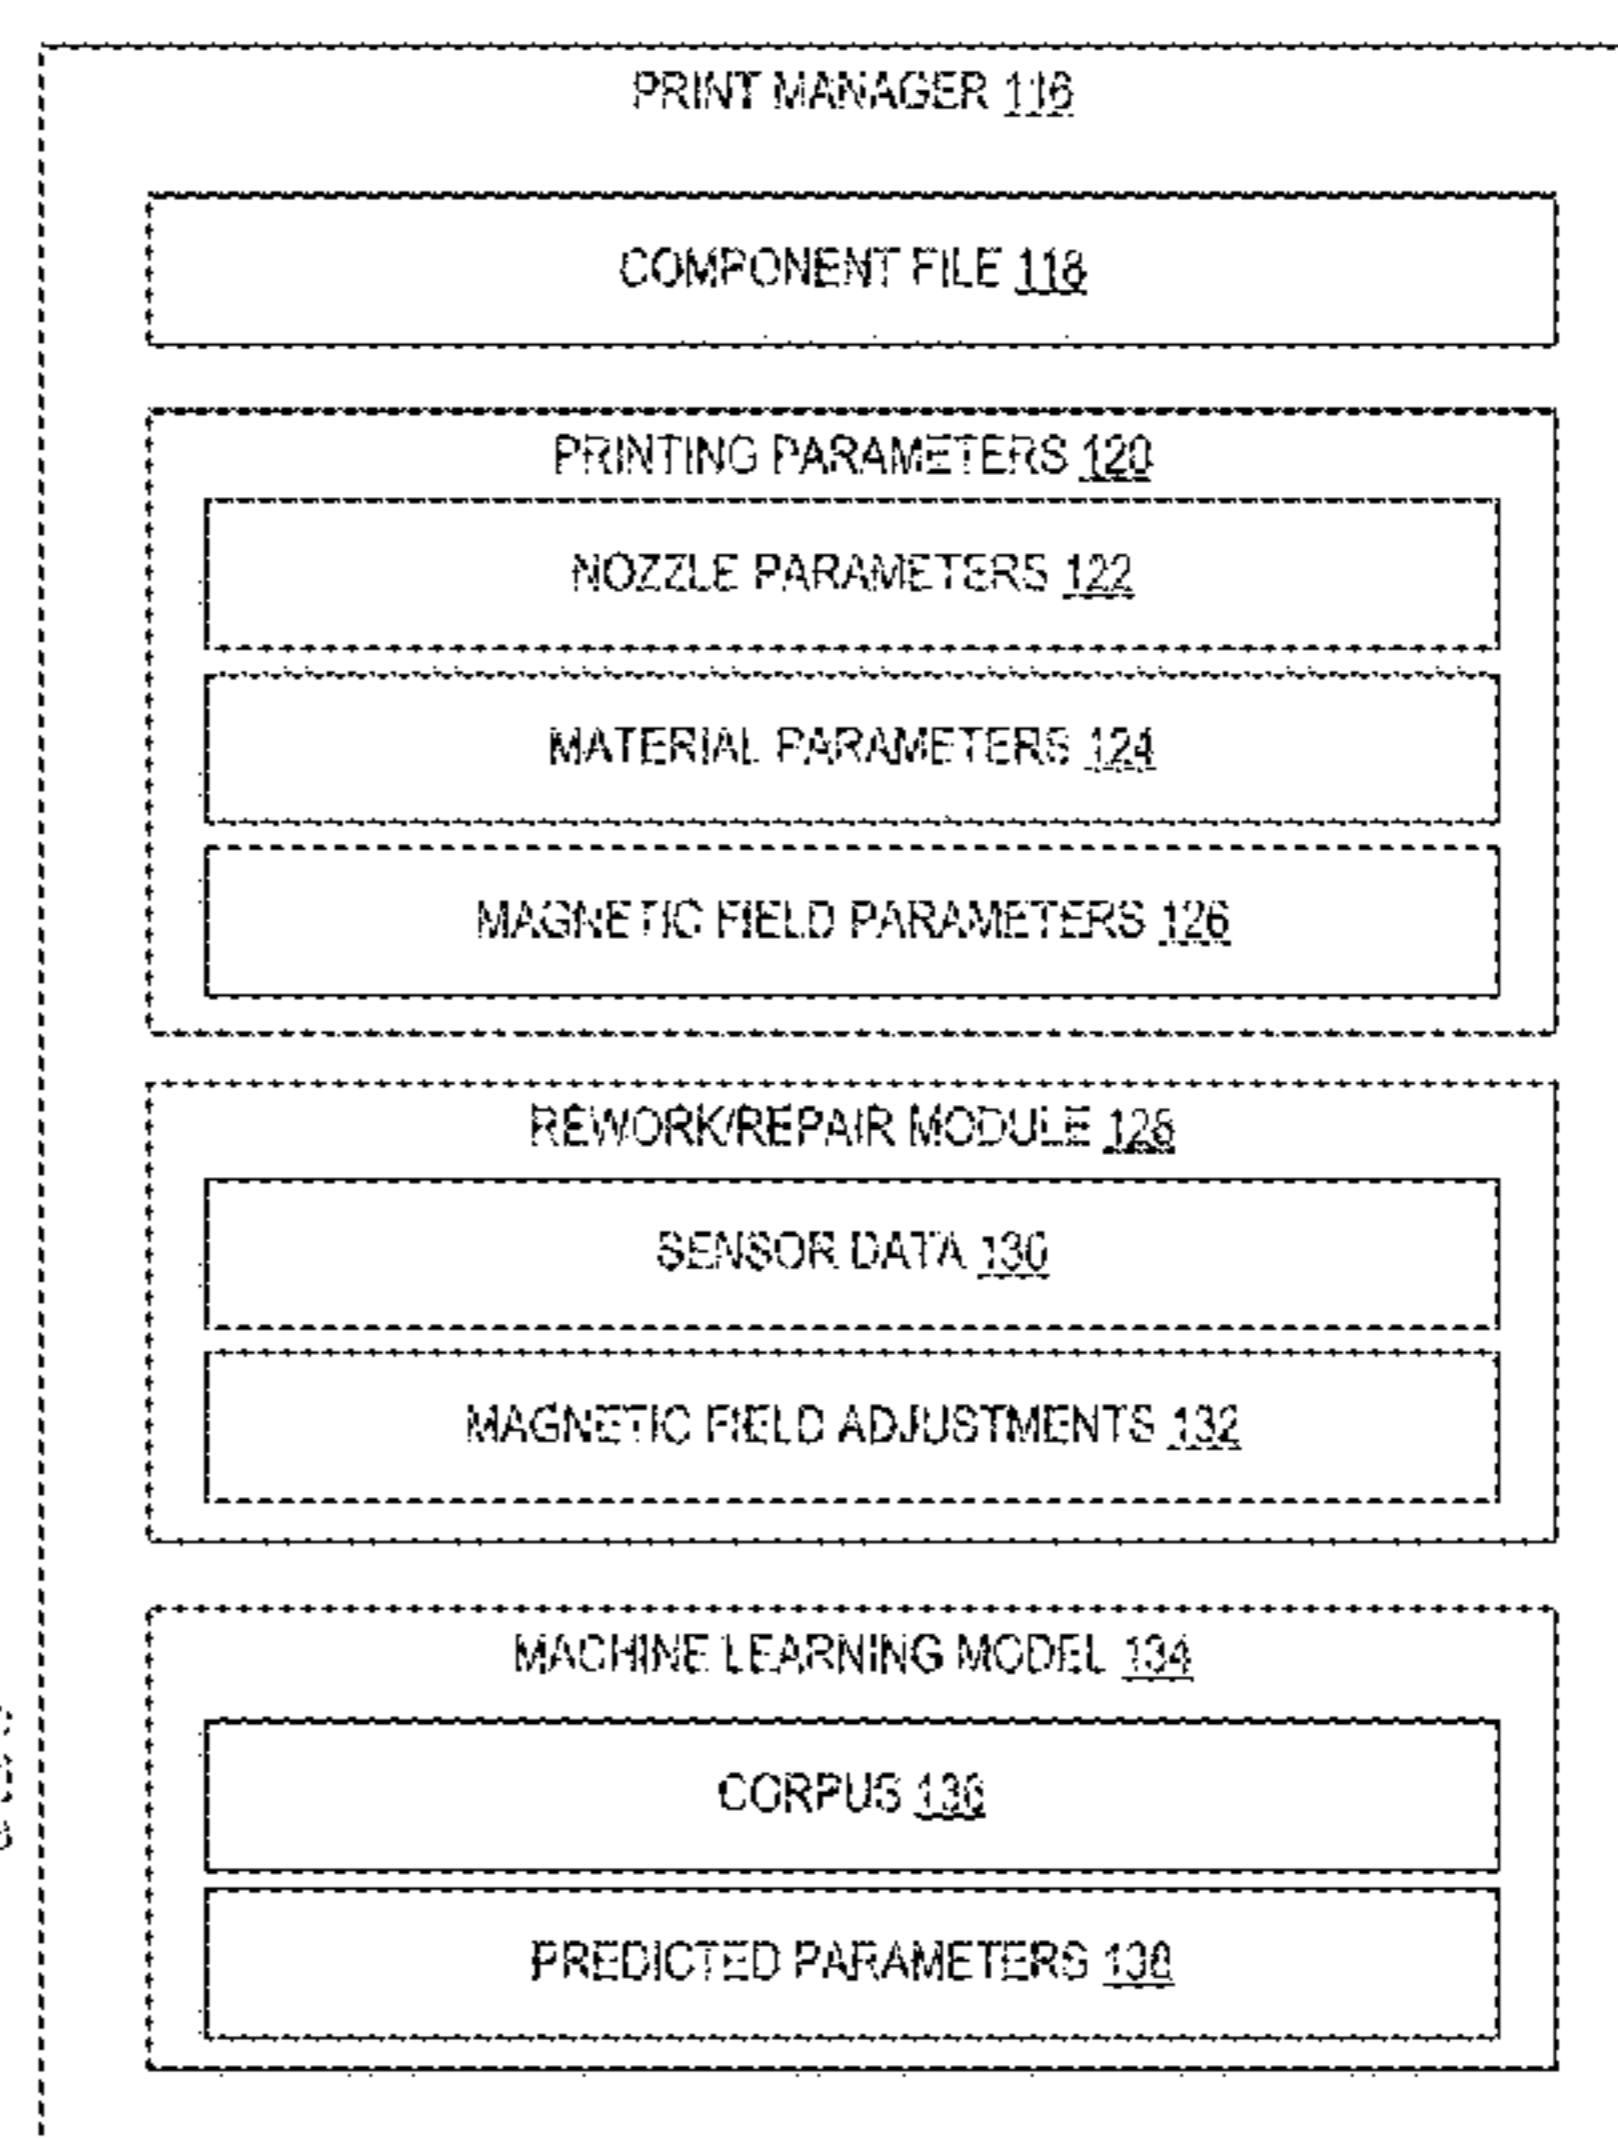 PRINT MANAGER 116
COMPONENT FILE 118
PRINTING PARAMETERS 120
NOZZLE PARAMETERS 122
MATERIAL PARAMETERS 124
MAGNETIC FIELD PARAMETERS 126
REWORK/REPAIR MODULE 128
SENSOR DATA 130
MAGNETIC FIELD ADJUSTMENTS 132
MACHINE LEARNING MODEL 134
CORPUS 136
PREDICTED PARAMETERS 138